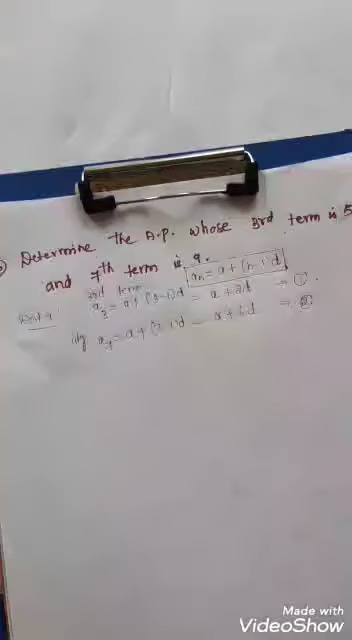 Determine the A.P. whose 3rd term is 5
and 7th term is 9.
aₙ = a + (n-1)d
3rd term
a₃ = a + (3-1)d = a + 2d → ①.
a₇ = a + (7-1)d = a + 6d → ②
Made with
VideoShow